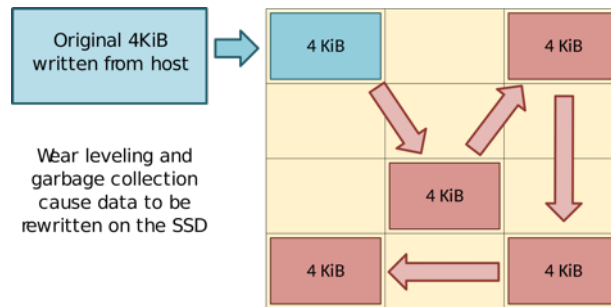 Original 4KiB
written from host
4 KiB
4 KiB
Wear leveling and
garbage collection
cause data to be
rewritten on the SSD
4 KiB
4 KiB
4 KiB